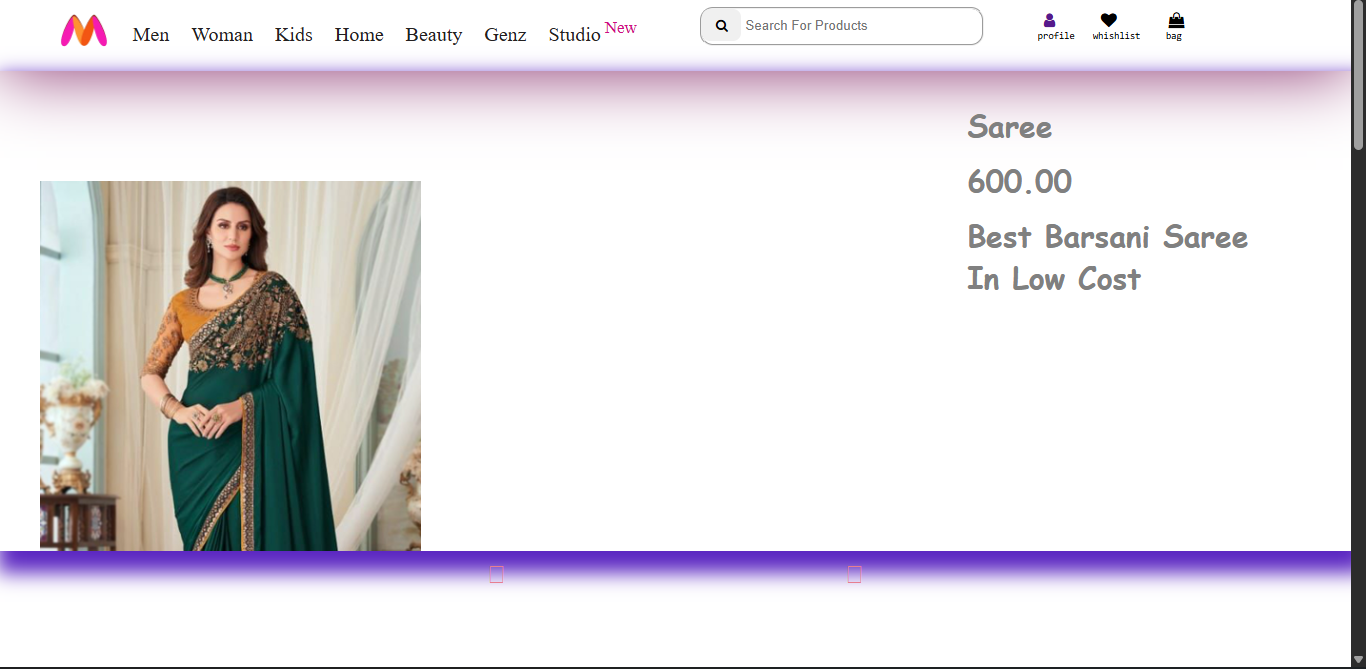 Men Woman Kids Home Beauty Genz Studio New
Search For Products
profile whishlist bag
Saree
600.00
Best Barsani Saree
In Low Cost